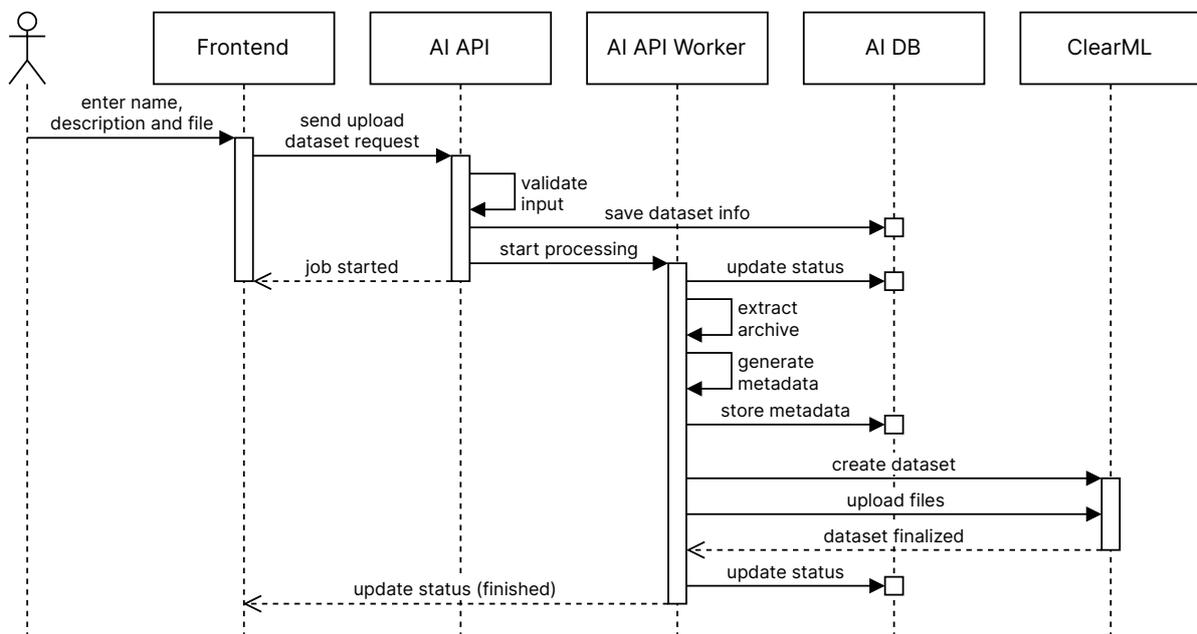 Frontend
AI API
AI API Worker
AI DB
ClearML
enter name,
description and file
send upload
dataset request
validate
input
save dataset info
start processing
job started
update status
extract
archive
generate
metadata
store metadata
create dataset
upload files
dataset finalized
update status
update status (finished)